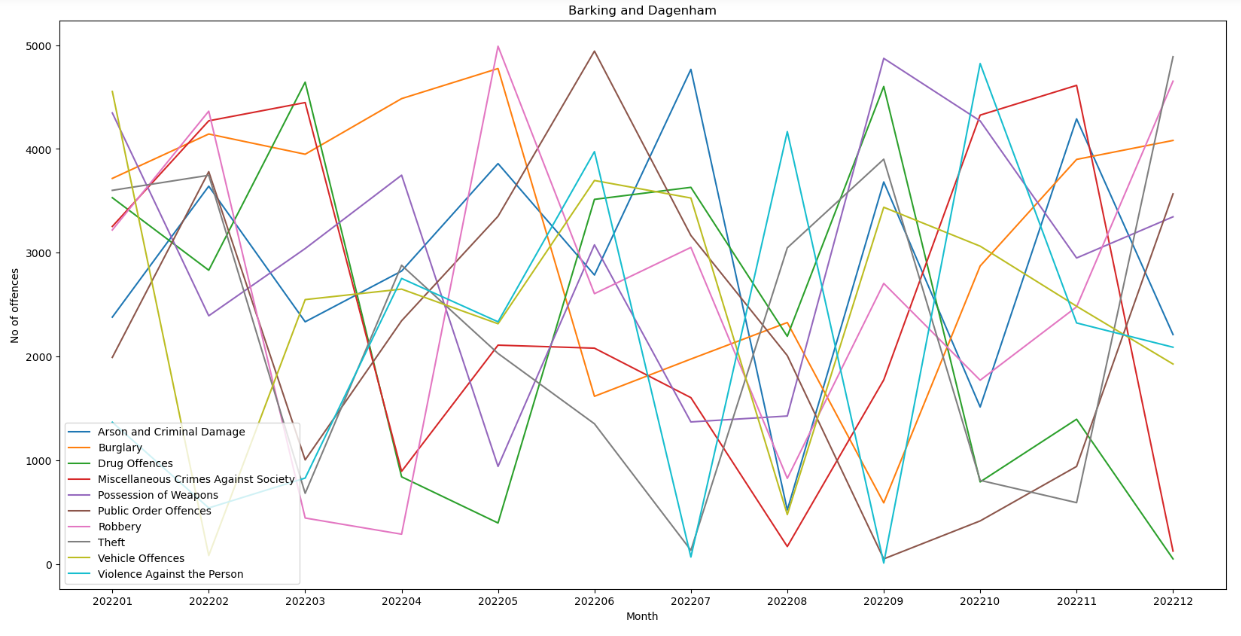 Barking and Dagenham
No of offences
5000
4000
3000
2000
1000
0
Arson and Criminal Damage
Burglary
Drug Offences
Miscellaneous Crimes Against Society
Possession of Weapons
Public Order Offences
Robbery
Theft
Vehicle Offences
Violence Against the Person
202201 202202 202203 202204 202205 202206 202207 202208 202209 202210 202211 202212
Month